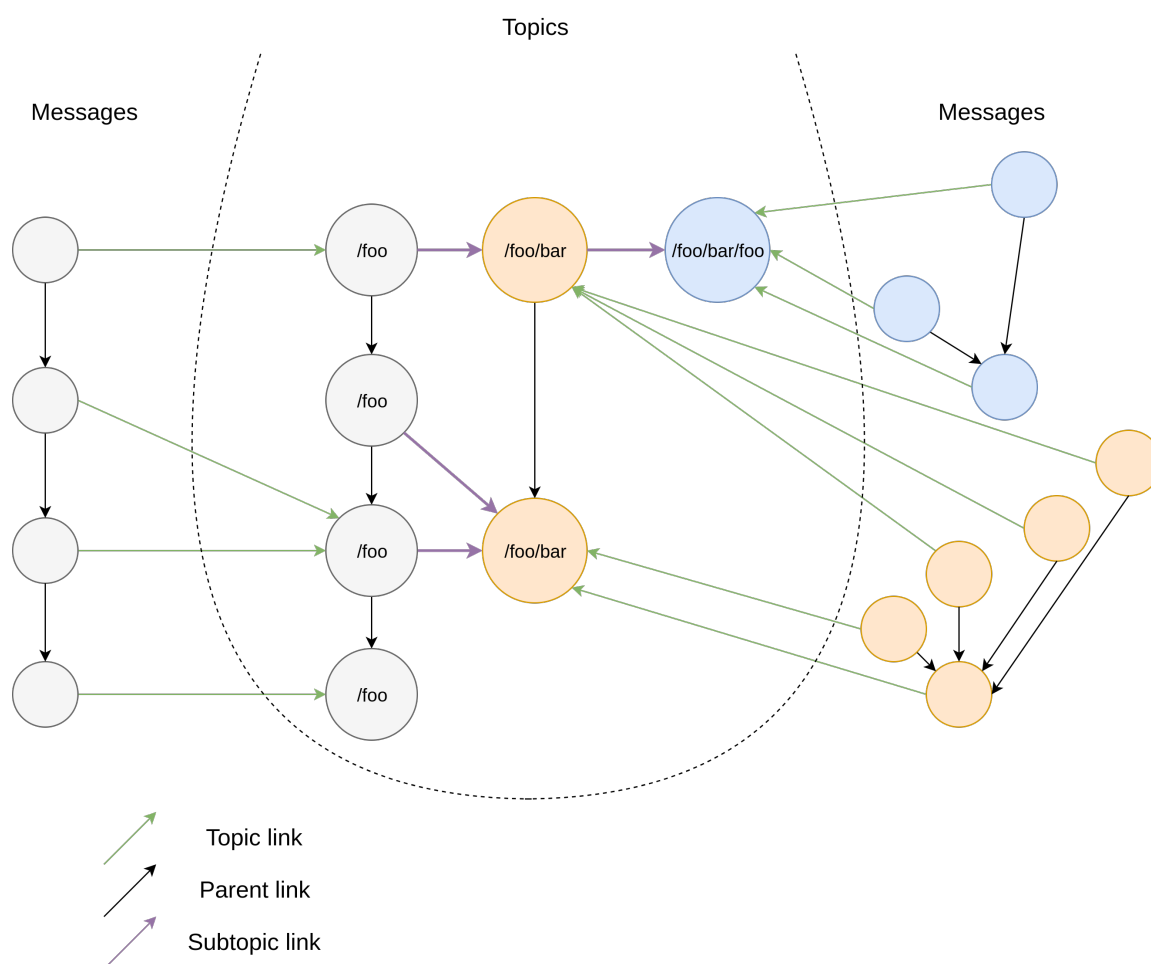 Topics
Messages
Messages
/foo
/foo/bar
/foo/bar/foo
/foo
/foo
/foo/bar
/foo
Topic link
Parent link
Subtopic link